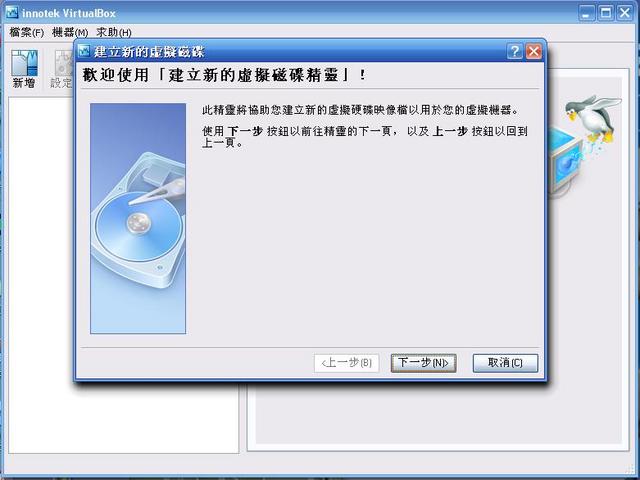 innotek VirtualBox
檔案(F) 機器(M) 求助(H)
新增 設定
建立新的虛擬磁碟
歡迎使用「建立新的虛擬磁碟精靈」！
此精靈將協助您建立新的虛擬硬碟映像檔以用於您的虛擬機器。
使用 下一步 按鈕以前往精靈的下一頁，以及 上一步 按鈕以回到
上一頁。
<上一步(B) 下一步(N)> 取消(C)